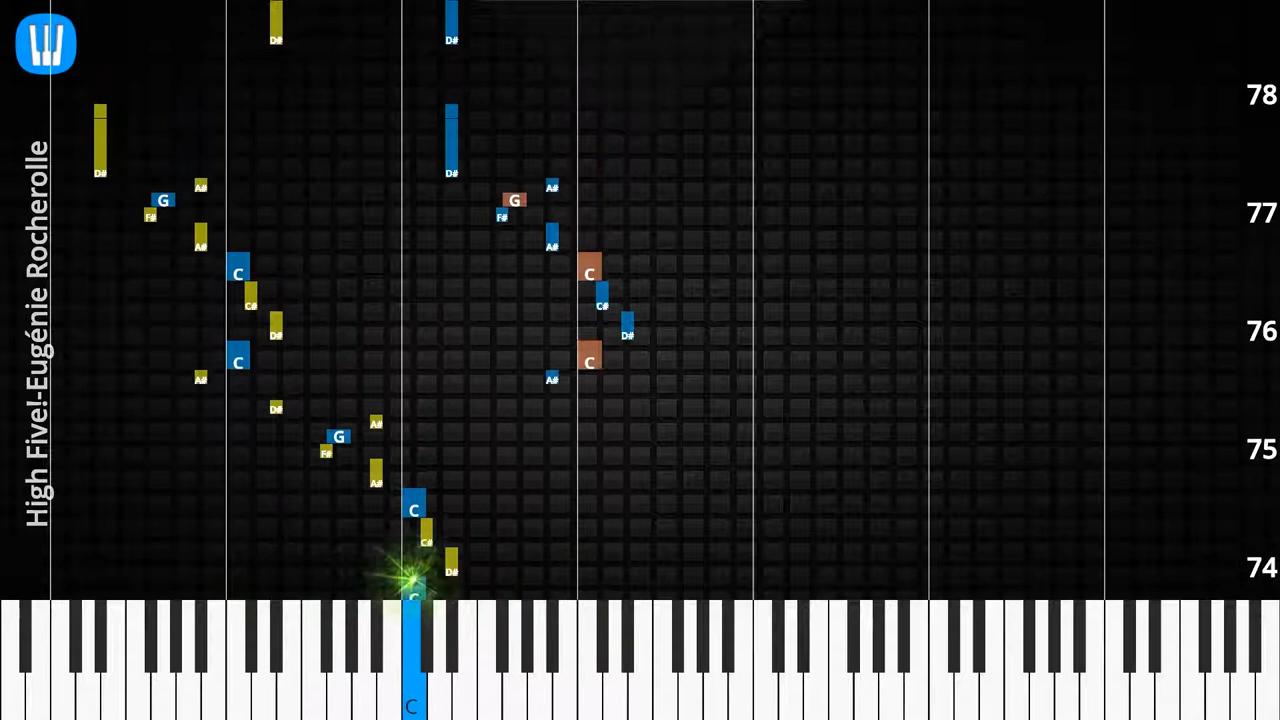 High Five!-Eugénie Rocherolle
D# D#
78
D# D#
A# A#
G G
F# F#
77
A# A#
C C
C# C#
D# D#
76
C C
A# A#
D#
A#
G
F#
75
A#
C
C#
D#
74
C
C